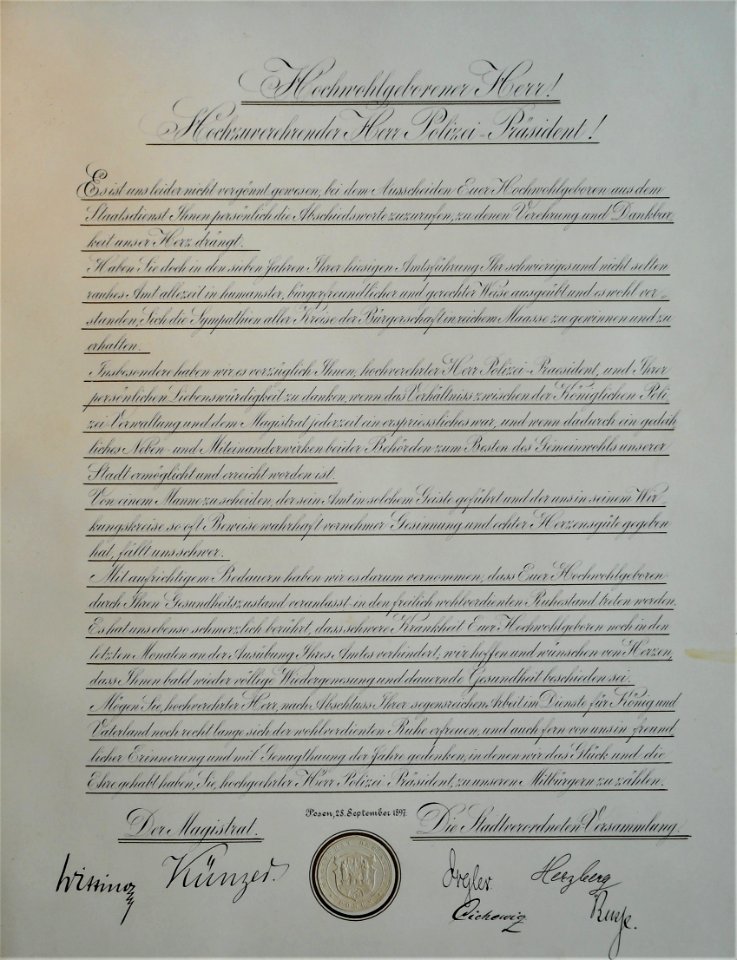 Hochwohlgeborener Herr!
Hochzuverehrender Herr Polizei-Präsident!
Es ist uns leider nicht vergönnt gewesen, bei dem Ausscheiden Euer Hochwohlgeboren aus dem
Staatsdienst Ihnen persönlich die Abschiedsworte zuzurufen, zu denen Verehrung und Dankbar
keit unser Herz drängt.
Haben Sie doch in den sieben Jahren Ihrer hiesigen Amtsführung Ihr schwieriges und nicht selten
rauhes Amt allezeit in humanster, bürgerfreundlicher und gerechter Weise ausgeübt und es wohl ver-
standen, Sich die Sympathien aller Kreise der Bürgerschaft in reichem Maasse zu gewinnen und zu
erhalten.
Insbesondere haben wir es vorzüglich Ihnen, hochverehrter Herr Polizei-Praesident, und Ihrer
persönlichen Liebenswürdigkeit zu danken, wenn das Verhältniss zwischen der Königlichen Poli
zei-Verwaltung und dem Magistrat jederzeit ein erspriessliches war, und wenn dadurch ein gedeih
liches Neben- und Miteinanderwirken beider Behörden zum Besten des Gemeinwohls unserer
Stadt ermöglicht und erreicht worden ist.
Von einem Manne zu scheiden, der sein Amt in solchem Geiste geführt und der uns in seinem Wir
kungskreise so oft Beweise wahrhaft vornehmer Gesinnung und echter Herzensgüte gegeben
hat, fällt uns schwer.
Mit aufrichtigem Bedauern haben wir es darum vernommen, dass Euer Hochwohlgeboren
durch Ihren Gesundheitszustand veranlasst in den freilich wohlverdienten Ruhestand treten werden.
Es hat uns ebenso schmerzlich berührt, dass schwere Krankheit Euer Hochwohlgeboren noch in den
letzten Monaten an der Ausübung Ihres Amtes verhindert, wir hoffen und wünschen von Herzen,
dass Ihnen bald wieder völlige Wiedergenesung und dauernde Gesundheit beschieden sei.
Mögen Sie, hochverehrter Herr, nach Abschluss Ihrer segensreichen Arbeit im Dienste für König und
Vaterland noch recht lange sich der wohlverdienten Ruhe erfreuen, und auch fern von uns in freund
licher Erinnerung und mit Genugthuung der Jahre gedenken, in denen wir das Glück und die
Ehre gehabt haben, Sie, hochgeehrter Herr Polizei-Präsident, zu unseren Mitbürgern zu zählen.
Posen, 28. September 1897.
Der Magistrat.
Die Stadtverordneten-Versammlung.
Witting
Künzer.
Orgler
Herzberg
Cichowicz